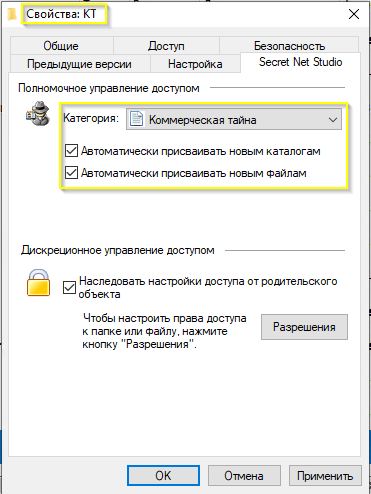 Свойства: КТ
Общие
Доступ
Безопасность
Предыдущие версии
Настройка
Secret Net Studio
Полномочное управление доступом
Категория:
Коммерческая тайна
Автоматически присваивать новым каталогам
Автоматически присваивать новым файлам
Дискреционное управление доступом
Наследовать настройки доступа от родительского
объекта
Чтобы настроить права доступа
к папке или файлу, нажмите
кнопку "Разрешения".
Разрешения
OK
Отмена
Применить